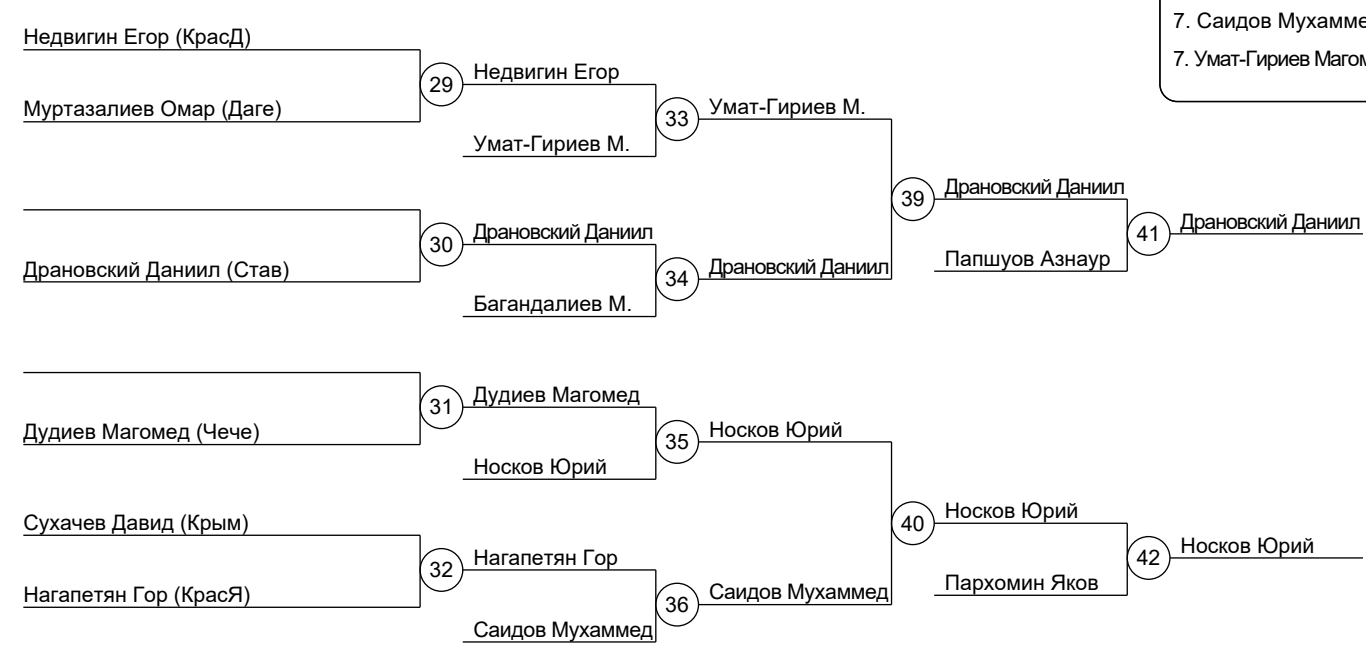 7. Саидов
7. Умат-Гириев
Недвигин Егор (КрасД)
Муртазалиев Омар (Даге)
29
Недвигин Егор
Умат-Гириев М.
33
Умат-Гириев М.
Драновский Даниил (Став)
30
Драновский Даниил
Багандалиев М.
34
Драновский Даниил
39
Драновский Даниил
Папшуов Азнаур
41
Драновский Даниил
Дудиев Магомед (Чече)
31
Дудиев Магомед
Носков Юрий
35
Носков Юрий
Сухачев Давид (Крым)
Нагапетян Гор (КрасЯ)
32
Нагапетян Гор
Саидов Мухаммед
36
Саидов Мухаммед
40
Носков Юрий
Пархомин Яков
42
Носков Юрий